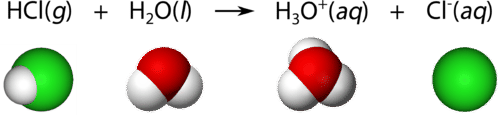 HCl(g) + H₂O(l) ⟶ H₃O⁺(aq) + Cl⁻(aq)